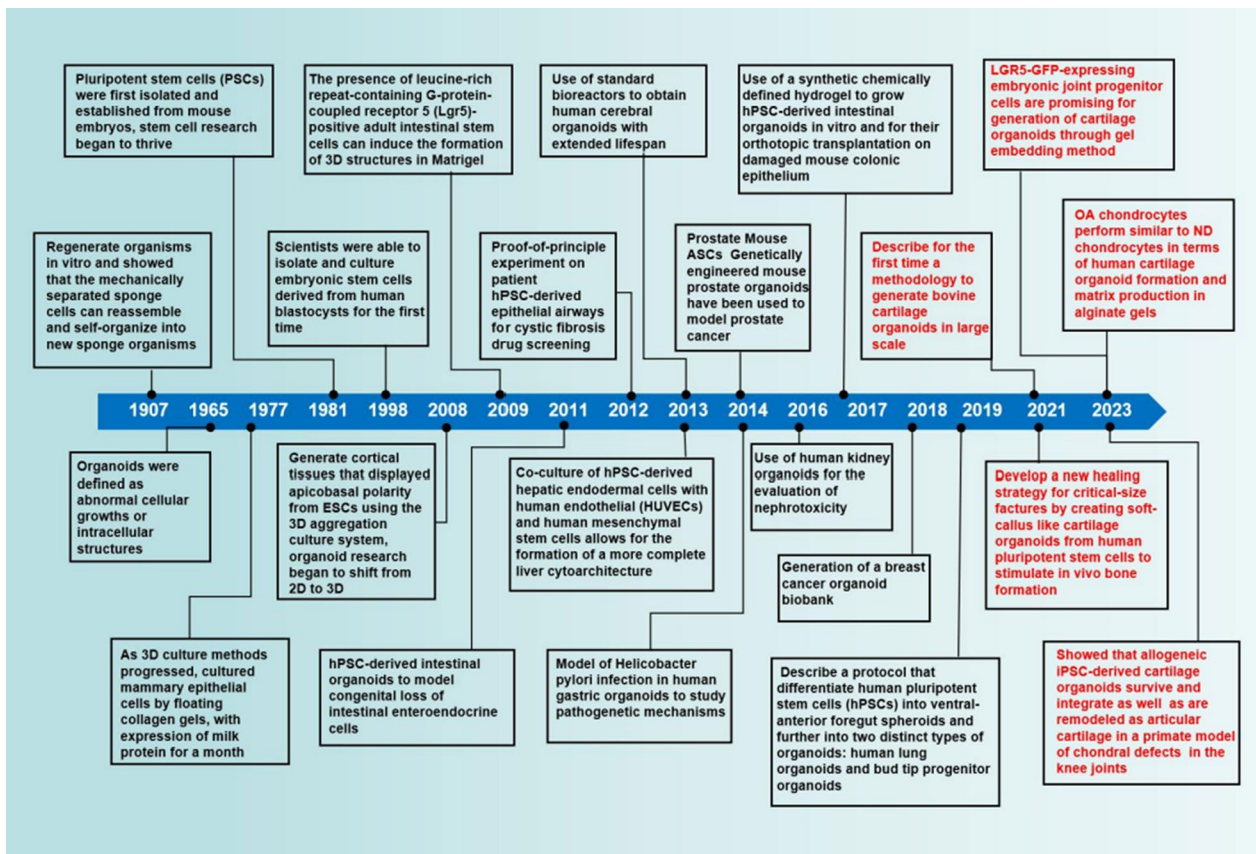 Pluripotent stem cells (PSCs)
were first isolated and
established from mouse
embryos, stem cell research
began to thrive
The presence of leucine-rich
repeat-containing G-protein-
coupled receptor 5 (Lgr5)-
positive adult intestinal stem
cells can induce the formation
of 3D structures in Matrigel
Use of standard
bioreactors to obtain
human cerebral
organoids with
extended lifespan
Use of a synthetic chemically
defined hydrogel to grow
hPSC-derived intestinal
organoids in vitro and for their
orthotopic transplantation on
damaged mouse colonic
epithelium
LGR5-GFP-expressing
embryonic joint progenitor
cells are promising for
generation of cartilage
organoids through gel
embedding method
Regenerate organisms
in vitro and showed
that the mechanically
separated sponge
cells can reassemble
and self-organize into
new sponge organisms
Scientists were able to
isolate and culture
embryonic stem cells
derived from human
blastocysts for the first
time
Proof-of-principle
experiment on
patient
hPSC-derived
epithelial airways
for cystic fibrosis
drug screening
Prostate Mouse
ASCs Genetically
engineered mouse
prostate organoids
have been used to
model prostate
cancer
Describe for the
first time a
methodology to
generate bovine
cartilage
organoids in large
scale
OA chondrocytes
perform similar to ND
chondrocytes in terms
of human cartilage
organoid formation and
matrix production in
alginate gels
1907 1965 1977 1981 1998 2008 2009 2011 2012 2013 2014 2016 2017 2018 2019 2021 2023
Organoids were
defined as
abnormal cellular
growths or
intracellular
structures
Generate cortical
tissues that displayed
apicobasal polarity
from ESCs using the
3D aggregation
culture system,
organoid research
began to shift from
2D to 3D
Co-culture of hPSC-derived
hepatic endodermal cells with
human endothelial (HUVECs)
and human mesenchymal
stem cells allows for the
formation of a more complete
liver cytoarchitecture
Use of human kidney
organoids for the
evaluation of
nephrotoxicity
Generation of a breast
cancer organoid
biobank
Develop a new healing
strategy for critical-size
factures by creating soft-
callus like cartilage
organoids from human
pluripotent stem cells to
stimulate in vivo bone
formation
As 3D culture methods
progressed, cultured
mammary epithelial
cells by floating
collagen gels, with
expression of milk
protein for a month
hPSC-derived intestinal
organoids to model
congenital loss of
intestinal enteroendocrine
cells
Model of Helicobacter
pylori infection in human
gastric organoids to study
pathogenetic mechanisms
Describe a protocol that
differentiate human pluripotent
stem cells (hPSCs) into ventral-
anterior foregut spheroids and
further into two distinct types of
organoids: human lung
organoids and bud tip progenitor
organoids
Showed that allogeneic
iPSC-derived cartilage
organoids survive and
integrate as well as are
remodeled as articular
cartilage in a primate model
of chondral defects in the
knee joints